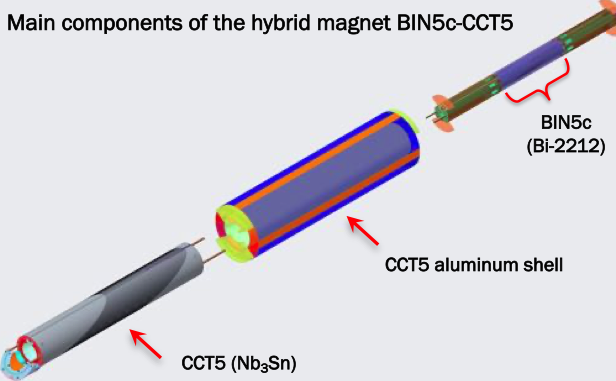 Main components of the hybrid magnet BIN5c-CCT5
BIN5c
(Bi-2212)
CCT5 aluminum shell
CCT5 (Nb₃Sn)